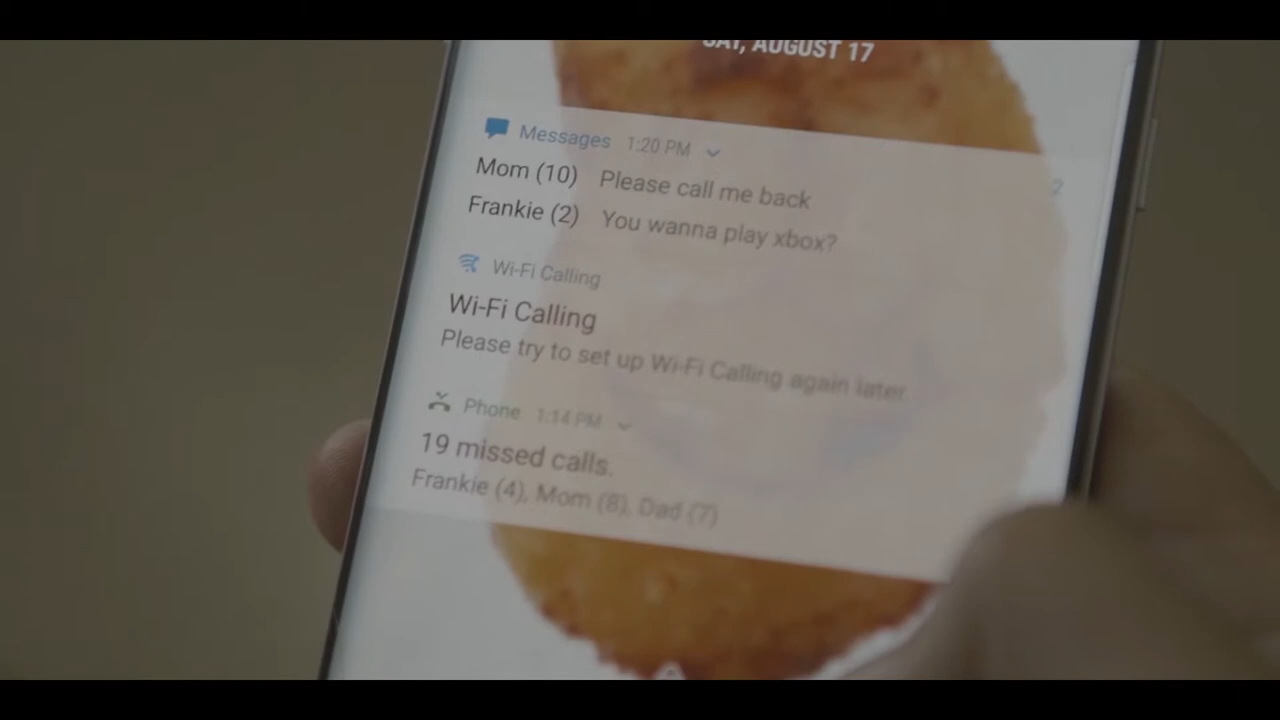 SAT, AUGUST 17
Messages 1:20 PM
2
Mom (10) Please call me back
Frankie (2) You wanna play xbox?
Wi-Fi Calling
Wi-Fi Calling
Please try to set up Wi-Fi Calling again later.
Phone 1:14 PM
19 missed calls.
Frankie (4), Mom (8), Dad (7)